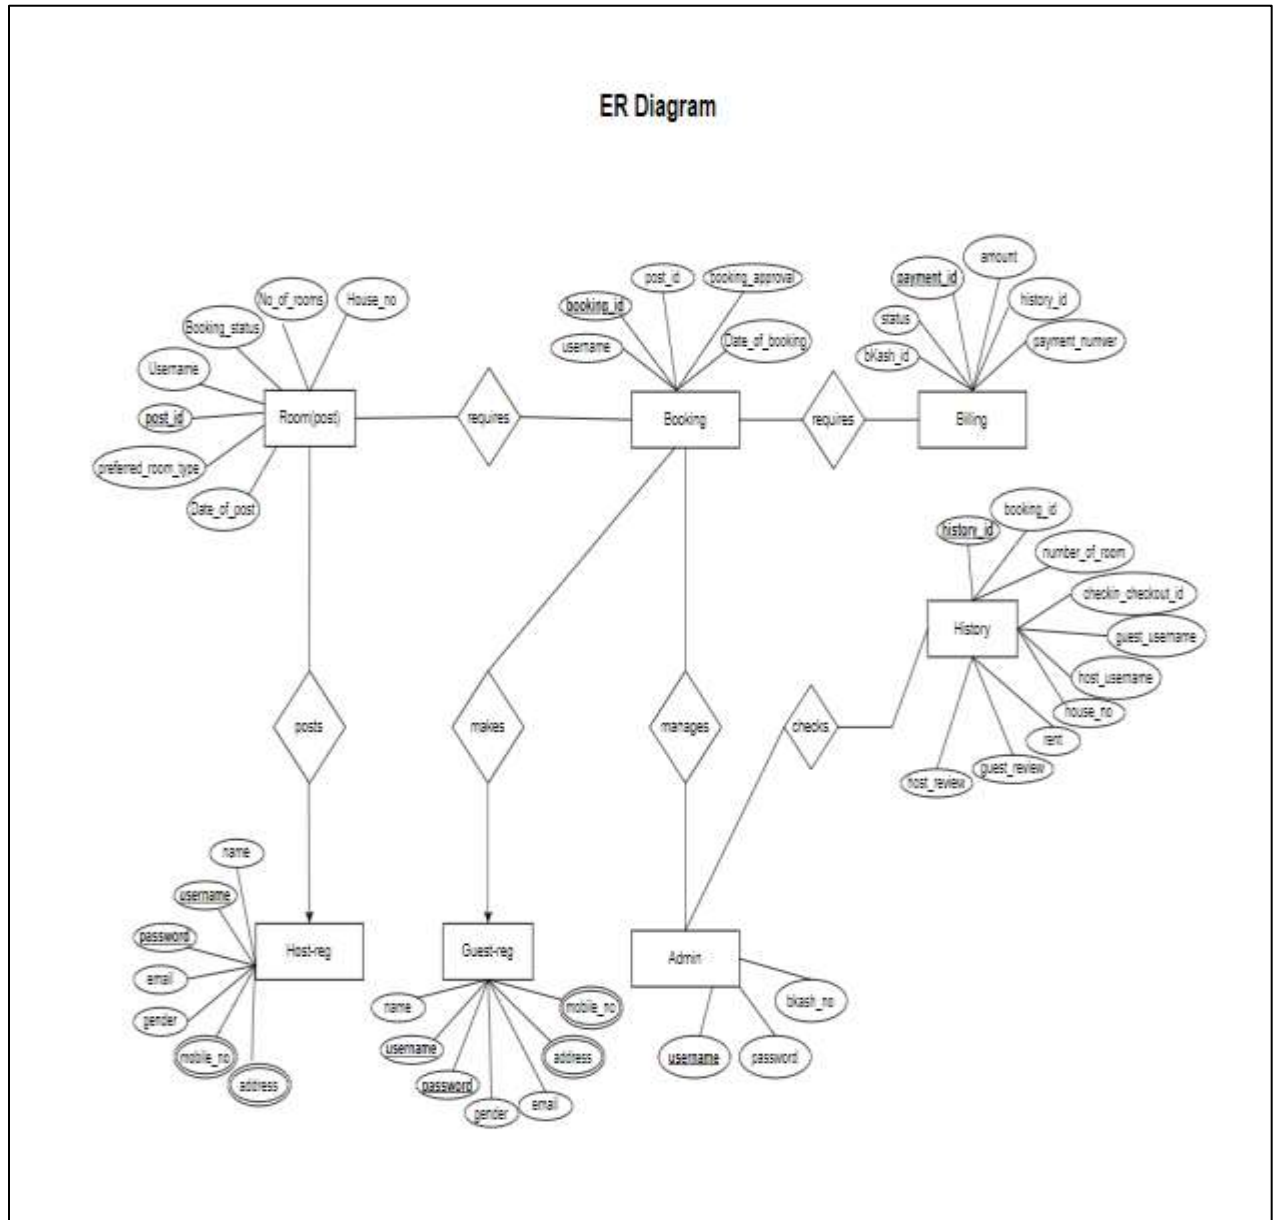 ER Diagram
No_of_rooms
House_no
Booking_status
Username
post_id
preferred_room_type
Date_of_post
Room(post)
requires
post_id
booking_approval
booking_id
Date_of_booking
username
Booking
requires
amount
payment_id
history_id
status
payment_numver
bKash_id
Billing
booking_id
history_id
number_of_room
checkin_checkout_id
guest_username
host_username
house_no
rent
guest_review
host_review
History
posts
makes
manages
checks
name
username
password
email
gender
mobile_no
address
Host-reg
Guest-reg
name
username
password
gender
email
address
mobile_no
Admin
bkash_no
username
password